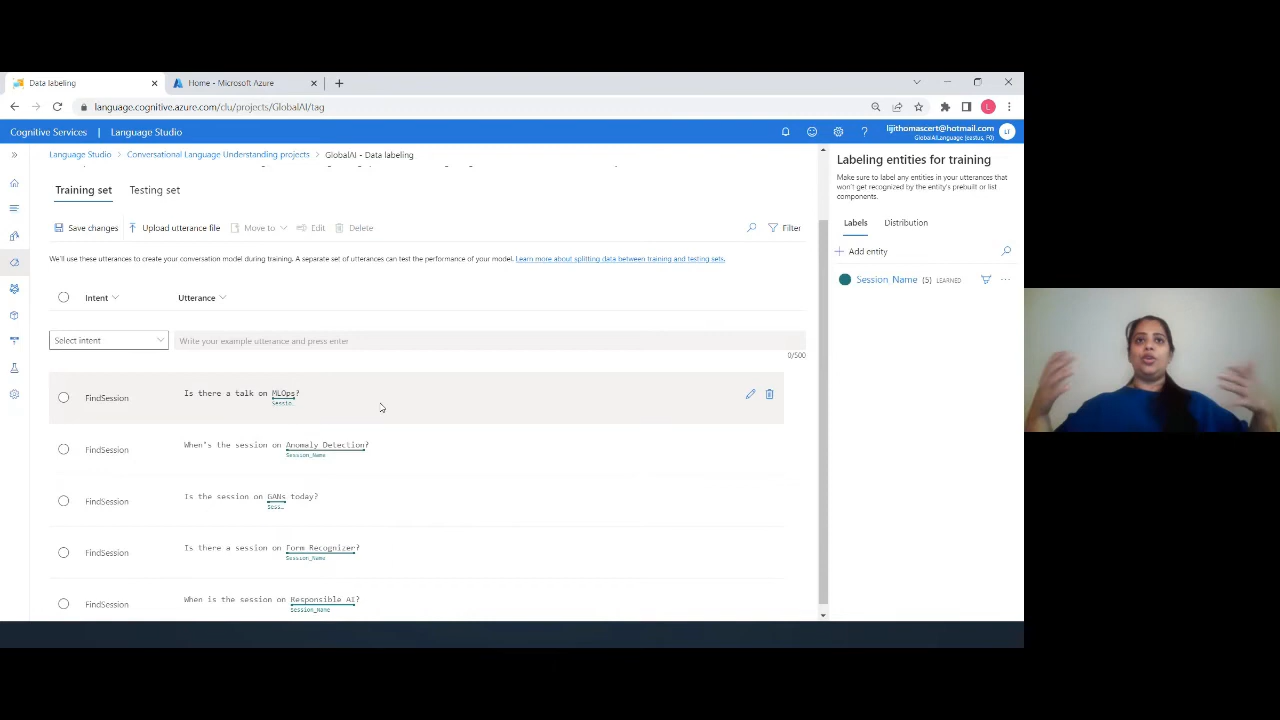 Data labeling
Home - Microsoft Azure
language.cognitive.azure.com/clu/projects/GlobalAI/tag
L
Cognitive Services | Language Studio
lijithomascert@hotmail.com
GlobalAILanguage (eastus, F0)
LT
Language Studio > Conversational Language Understanding projects > GlobalAI - Data labeling
Training set
Testing set
Save changes
Upload utterance file
Move to
Edit
Delete
Filter
We'll use these utterances to create your conversation model during training. A separate set of utterances can test the performance of your model. Learn more about splitting data between training and testing sets.
Intent
Utterance
Select intent
Write your example utterance and press enter
0/500
FindSession
Is there a talk on MLOps?
Sessio…
FindSession
When"s the session on Anomaly Detection?
Session_Name
FindSession
Is the session on GANs today?
Sess…
FindSession
Is there a session on Form Recognizer?
Session_Name
FindSession
When is the session on Responsible AI?
Session_Name
Labeling entities for training
Make sure to label any entities in your utterances that
won't get recognized by the entity's prebuilt or list
components.
Labels
Distribution
Add entity
Session_Name (5) LEARNED